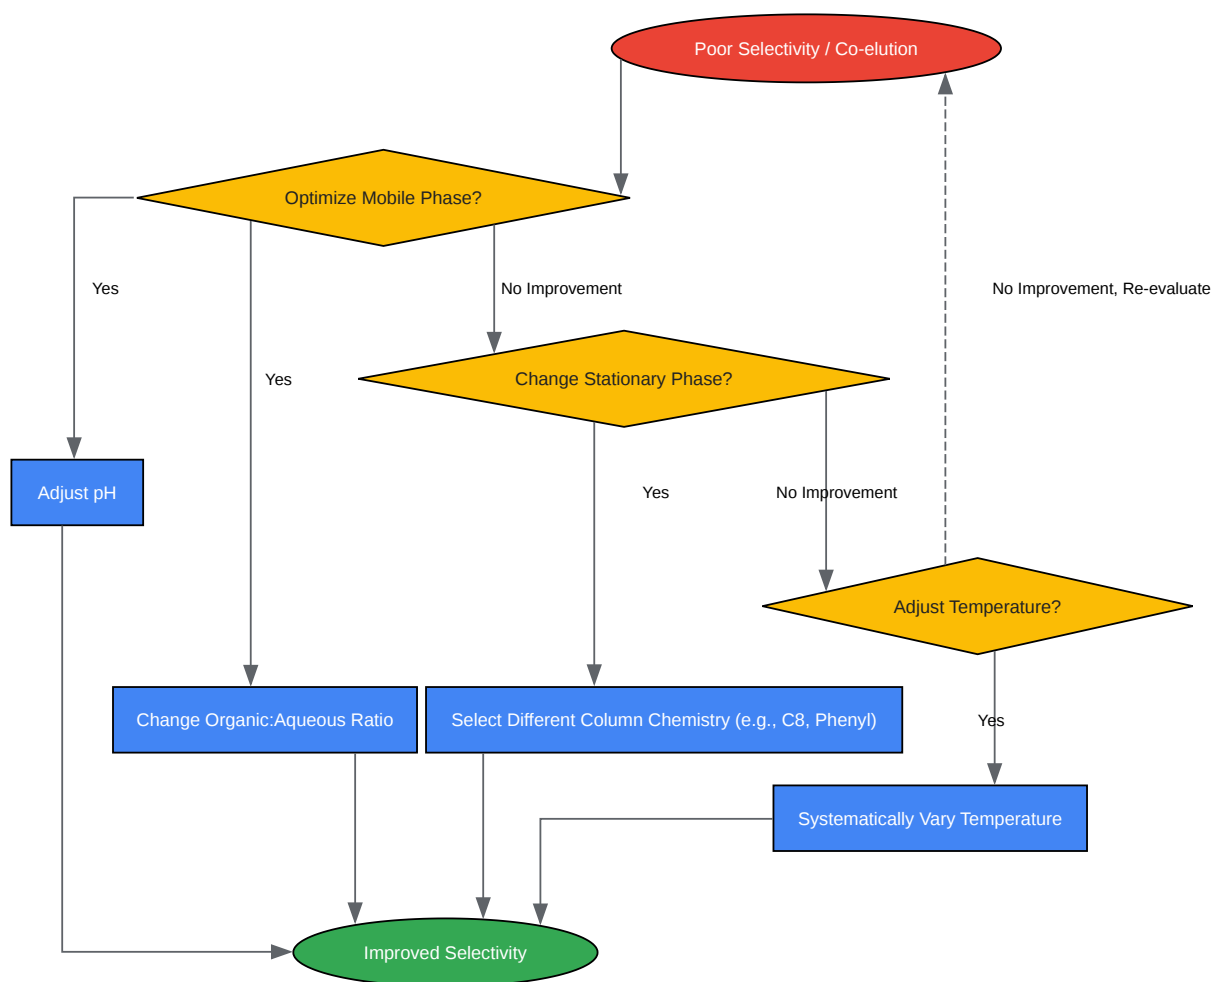 Poor Selectivity / Co-elution
Optimize Mobile Phase?
Yes
No Improvement
No Improvement, Re-evaluate
Yes
Change Stationary Phase?
Adjust pH
Yes
No Improvement
Adjust Temperature?
Change Organic:Aqueous Ratio
Select Different Column Chemistry (e.g., C8, Phenyl)
Yes
Systematically Vary Temperature
Improved Selectivity